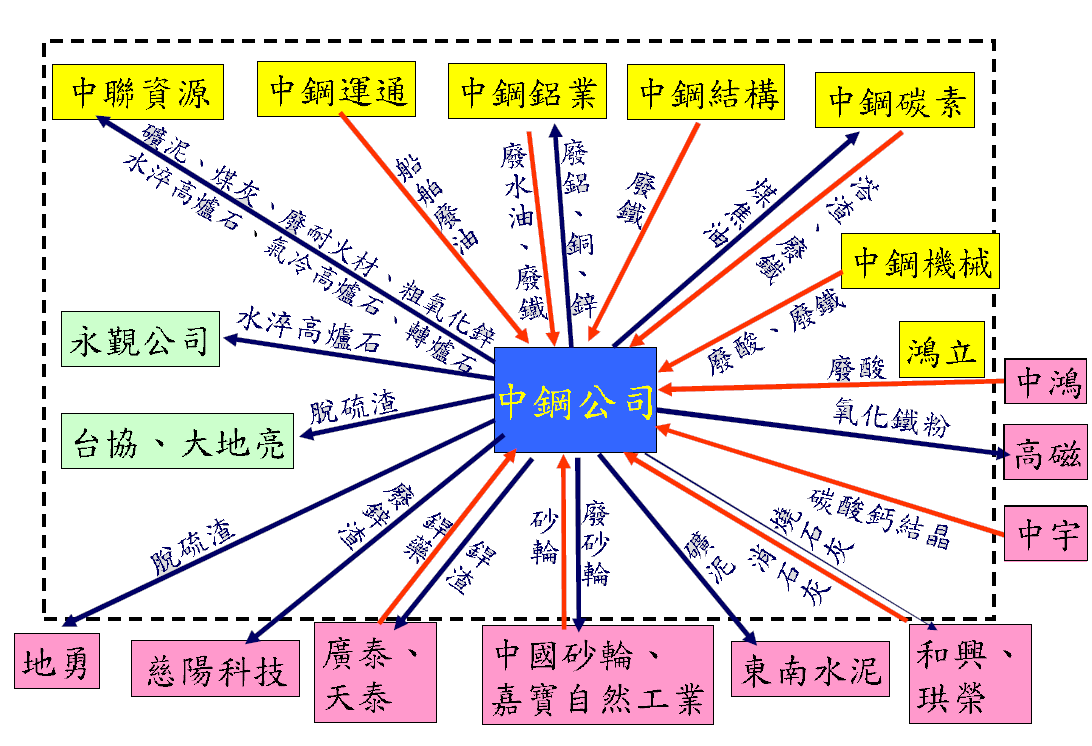 中聯資源
中鋼運通
中鋼鋁業
中鋼結構
中鋼碳素
礦泥、煤灰、廢耐火材、粗氧化鋅
水淬高爐石、氣冷高爐石、轉爐石
船舶廢油
廢水油、廢鐵
廢鋁、銅、鋅
廢鐵
煤焦油
溶渣、廢鐵
中鋼機械
廢酸、廢鐵
永觀公司
水淬高爐石
鴻立
中鴻
廢酸
中鋼公司
台協、大地亮
脫硫渣
氧化鐵粉
高磁
碳酸鈣結晶
中宇
脫硫渣
廢鋅渣
銲藥
銲渣
砂輪
廢砂輪
礦泥
消石灰
燒石灰
地勇
慈陽科技
廣泰、
天泰
中國砂輪、
嘉寶自然工業
東南水泥
和興、
珙榮